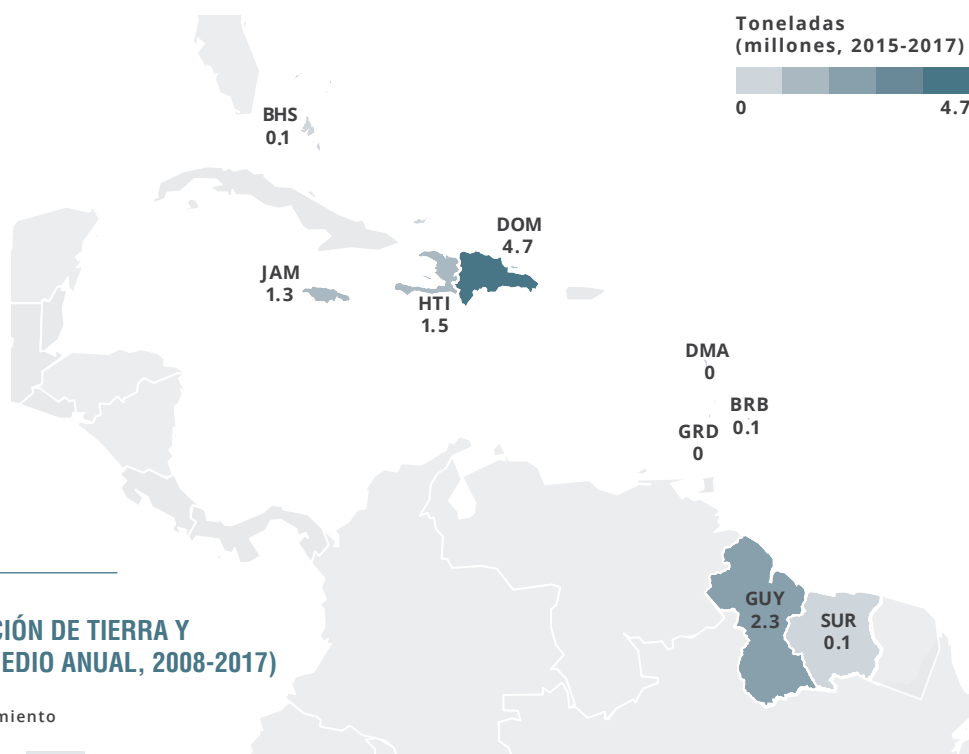 Toneladas
(millones, 2015-2017)
0 4.7
BHS
0.1
DOM
4.7
JAM
1.3
HTI
1.5
DMA
0
BRB
0.1
GRD
0
GUY
2.3
SUR
0.1
CIÓN DE TIERRA Y
EDIO ANUAL, 2008-2017)
miento